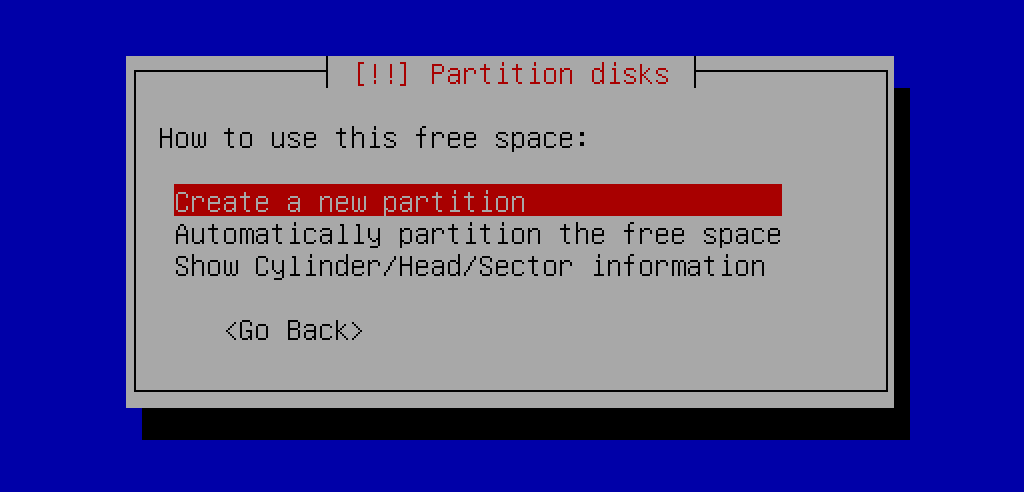 [!!] Partition disks
How to use this free space:
Create a new partition
Automatically partition the free space
Show Cylinder/Head/Sector information
<Go Back>